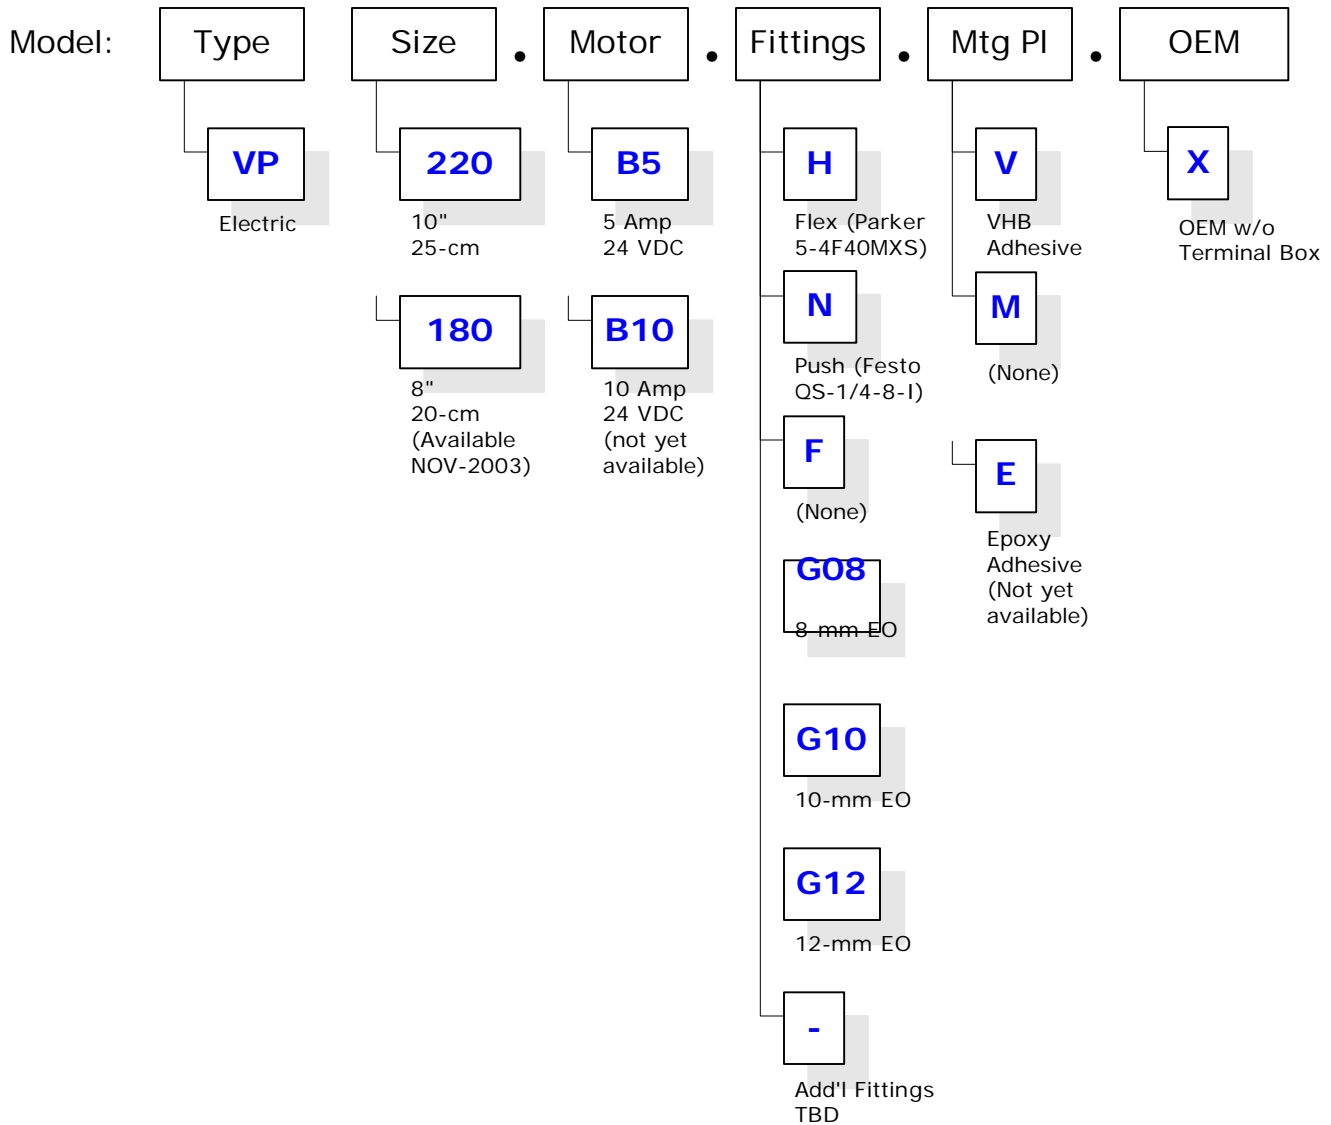 Model:
Type
Size
.
Motor
.
Fittings
.
Mtg Pl
.
OEM
VP
Electric
220
10"
25-cm
180
8"
20-cm
(Available
NOV-2003)
B5
5 Amp
24 VDC
B10
10 Amp
24 VDC
(not yet
available)
H
Flex (Parker
5-4F40MXS)
N
Push (Festo
QS-1/4-8-I)
F
(None)
G08
8-mm EO
G10
10-mm EO
G12
12-mm EO
-
Add'l Fittings
TBD
V
VHB
Adhesive
M
(None)
E
Epoxy
Adhesive
(Not yet
available)
X
OEM w/o
Terminal Box